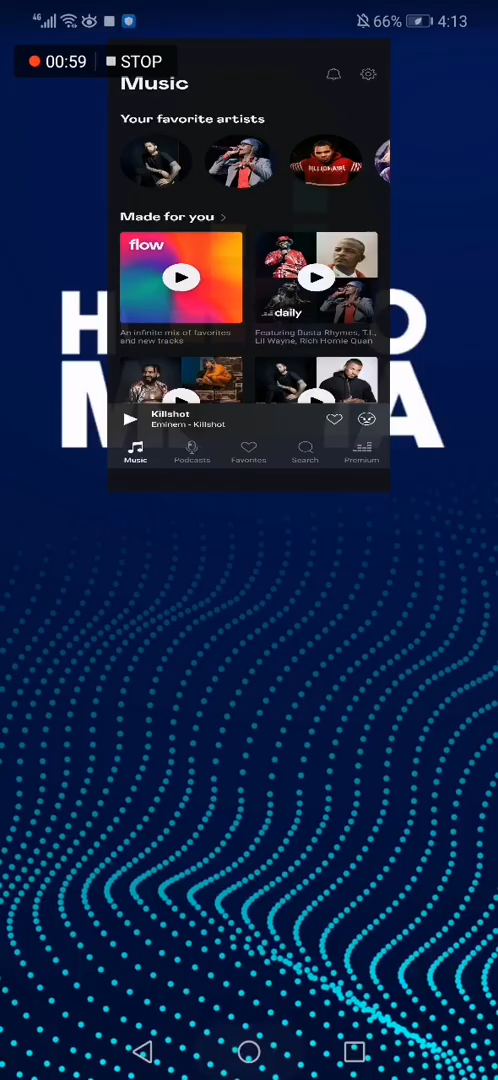 4G
66%
4:13
00:59
STOP
Music
Your favorite artists
BILLIONAIRE
Made for you
flow
daily
An infinite mix of favorites
and new tracks
Featuring Busta Rhymes, T.I.,
Lil Wayne, Rich Homie Quan
H O
M I A
Killshot
Eminem - Killshot
Music
Podcasts
Favorites
Search
Premium